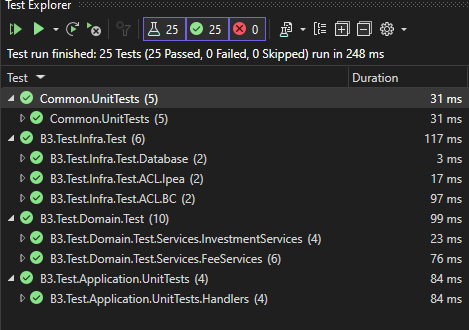 Test Explorer
25 25 0
Test run finished: 25 Tests (25 Passed, 0 Failed, 0 Skipped) run in 248 ms
Test Duration
Common.UnitTests (5) 31 ms
Common.UnitTests (5) 31 ms
B3.Test.Infra.Test (6) 117 ms
B3.Test.Infra.Test.Database (2) 3 ms
B3.Test.Infra.Test.ACL.Ipea (2) 17 ms
B3.Test.Infra.Test.ACL.BC (2) 97 ms
B3.Test.Domain.Test (10) 99 ms
B3.Test.Domain.Test.Services.InvestmentServices (4) 23 ms
B3.Test.Domain.Test.Services.FeeServices (6) 76 ms
B3.Test.Application.UnitTests (4) 84 ms
B3.Test.Application.UnitTests.Handlers (4) 84 ms